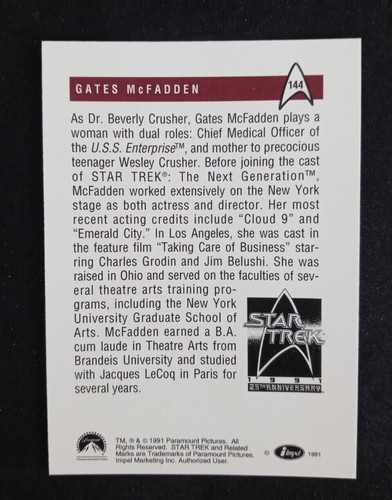 GATES McFADDEN
144
As Dr. Beverly Crusher, Gates McFadden plays a
woman with dual roles: Chief Medical Officer of
the U.S.S. Enterprise™, and mother to precocious
teenager Wesley Crusher. Before joining the cast
of STAR TREK®: The Next Generation™,
McFadden worked extensively on the New York
stage as both actress and director. Her most
recent acting credits include "Cloud 9" and
"Emerald City." In Los Angeles, she was cast in
the feature film "Taking Care of Business" star-
ring Charles Grodin and Jim Belushi. She was
raised in Ohio and served on the faculties of sev-
eral theatre arts training pro-
grams, including the New York
University Graduate School of
Arts. McFadden earned a B.A.
cum laude in Theatre Arts from
Brandeis University and studied
with Jacques LeCoq in Paris for
several years.
STAR
TREK
1991
25TH ANNIVERSARY
Paramount
TM, ® & © 1991 Paramount Pictures. All
Rights Reserved. STAR TREK and Related
Marks are Trademarks of Paramount Pictures.
Impel Marketing Inc. Authorized User.
© impel 1991